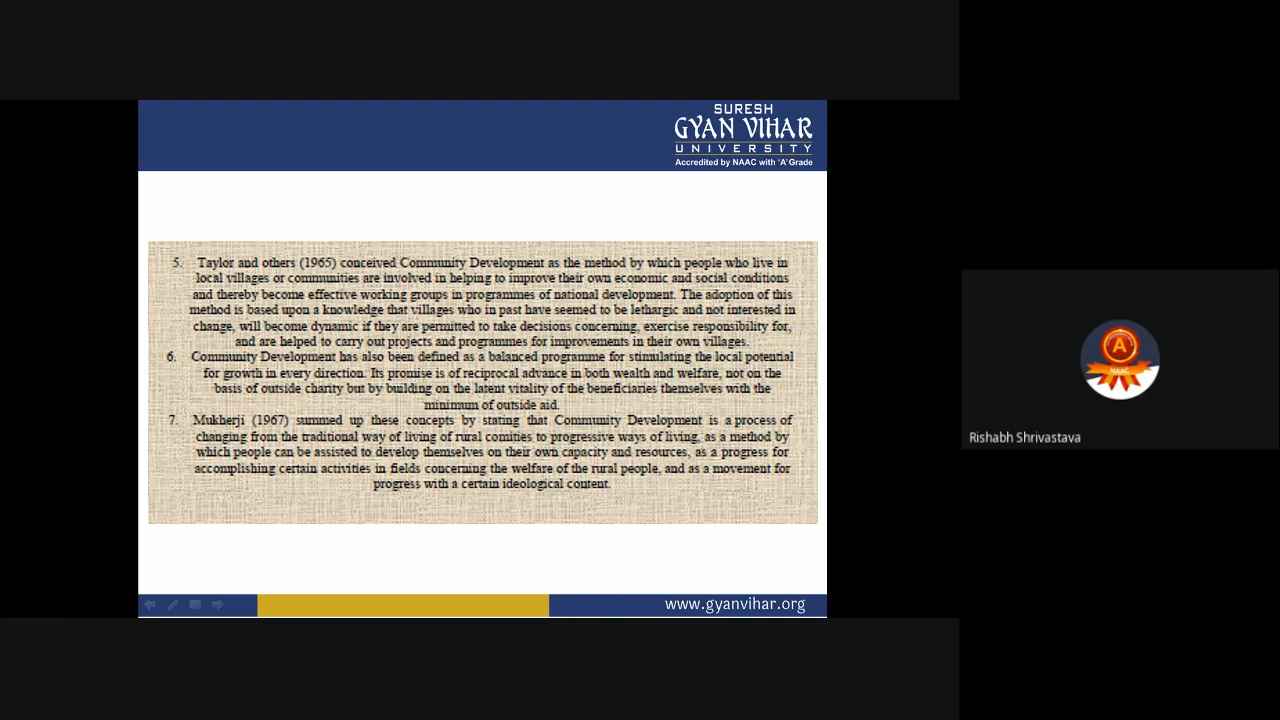 SURESH
GYAN VIHAR
UNIVERSITY
Accredited by NAAC with 'A' Grade
5. Taylor and others (1965) conceived Community Development as the method by which people who live in
local villages or communities are involved in helping to improve their own economic and social conditions
and thereby become effective working groups in programmes of national development. The adoption of this
method is based upon a knowledge that villages who in past have seemed to be lethargic and not interested in
change, will become dynamic if they are permitted to take decisions concerning, exercise responsibility for,
and are helped to carry out projects and programmes for improvements in their own villages.
6. Community Development has also been defined as a balanced programme for stimulating the local potential
for growth in every direction. Its promise is of reciprocal advance in both wealth and welfare, not on the
basis of outside charity but by building on the latent vitality of the beneficiaries themselves with the
minimum of outside aid.
7. Mukherji (1967) summed up these concepts by stating that Community Development is a process of
changing from the traditional way of living of rural comities to progressive ways of living, as a method by
which people can be assisted to develop themselves on their own capacity and resources, as a progress for
accomplishing certain activities in fields concerning the welfare of the rural people, and as a movement for
progress with a certain ideological content.
www.gyanvihar.org
A
NAAC
Rishabh Shrivastava